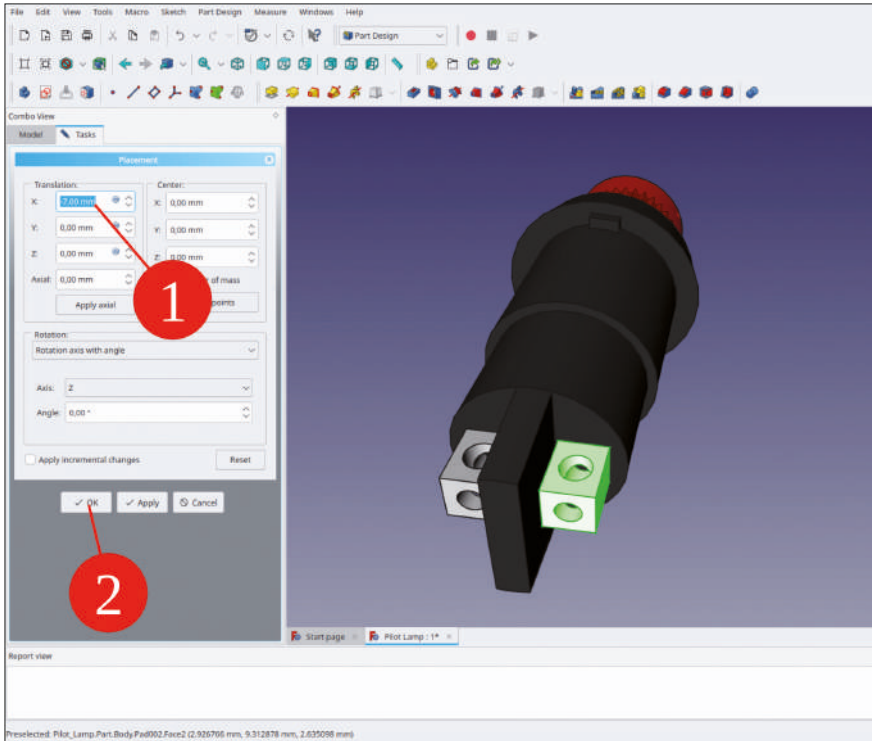 File Edit View Tools Macro Sketch Part Design Measure Windows Help
Part Design
Combo View
Model Tasks
Placement
Translation: Center:
X: -7.00 mm X: 0,00 mm
Y: 0,00 mm Y: 0,00 mm
Z: 0,00 mm Z: 0,00 mm
Axial: 0,00 mm of mass
Apply axial points
1
Rotation:
Rotation axis with angle
Axis: Z
Angle: 0,00 °
Apply incremental changes Reset
OK Apply Cancel
2
Start page Pilot Lamp : 1*
Report view
Preselected: Pilot_Lamp.Part.Body.Pad002.Face2 (2.926706 mm, 9.312878 mm, 2.635098 mm)